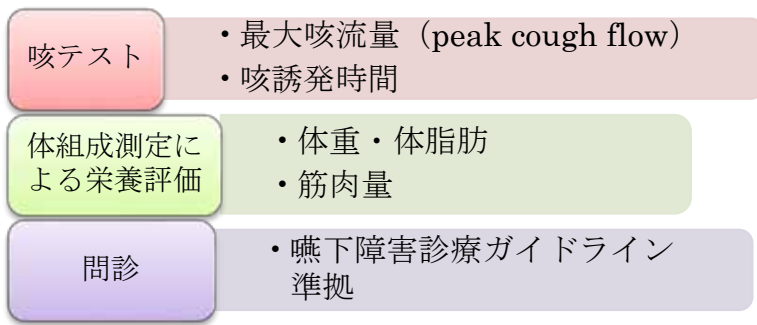 咳テスト
・最大咳流量（peak cough flow）
・咳誘発時間
体組成測定に
よる栄養評価
・体重・体脂肪
・筋肉量
問診
・嚥下障害診療ガイドライン
準拠